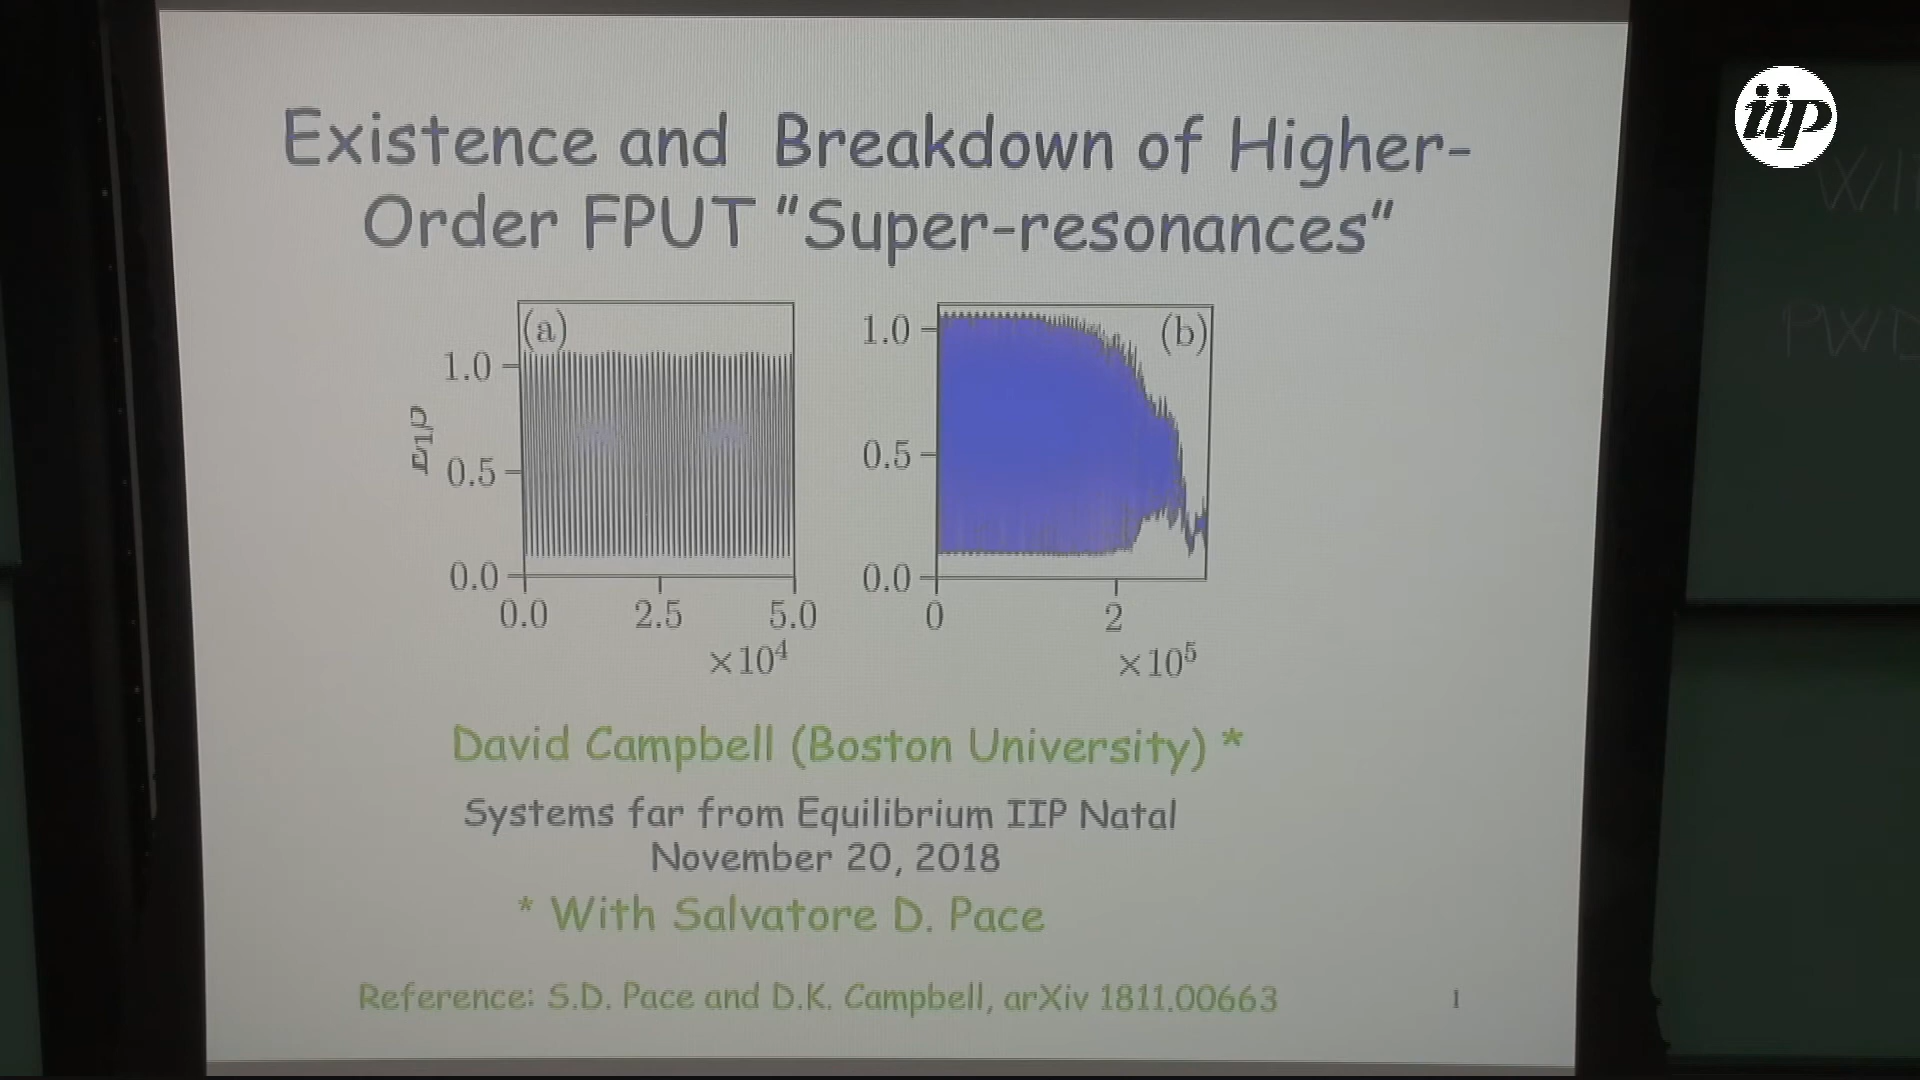 iip
Existence and Breakdown of Higher-
Order FPUT "Super-resonances"
(a)
1.0
0.5
0.0
0.0 2.5 5.0
×10⁴
(b)
1.0
0.5
0.0
0 2
×10⁵
David Campbell (Boston University) *
Systems far from Equilibrium IIP Natal
November 20, 2018
* With Salvatore D. Pace
Reference: S.D. Pace and D.K. Campbell, arXiv 1811.00663
1